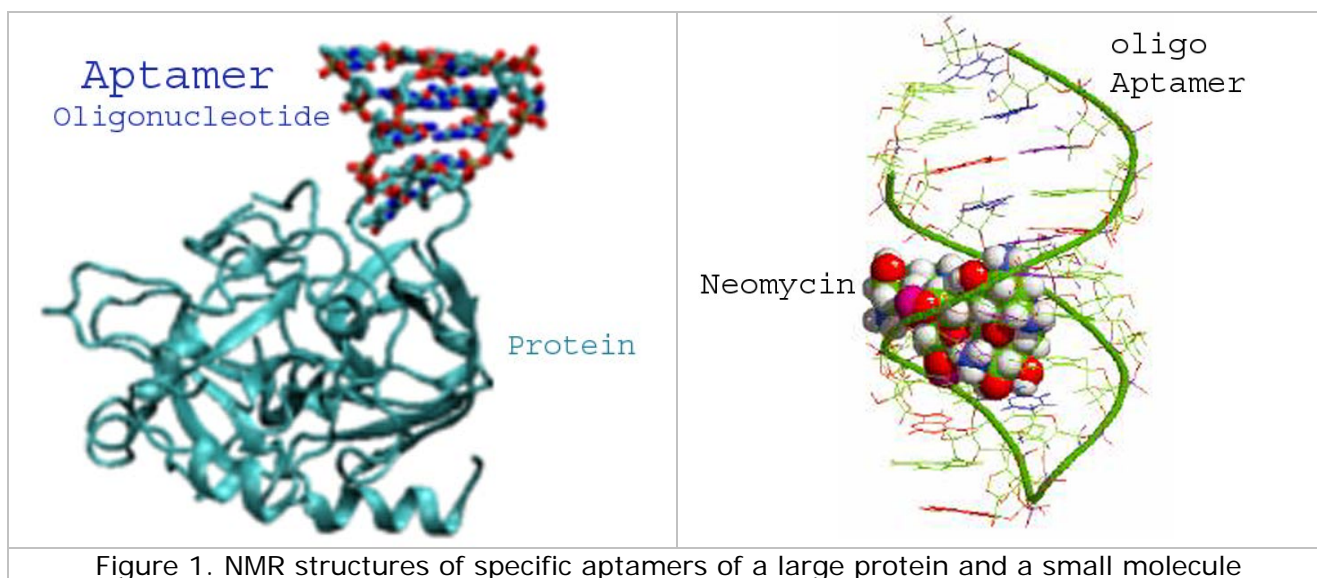 Aptamer
Oligonucleotide
Protein
oligo
Aptamer
Neomycin
Figure 1. NMR structures of specific aptamers of a large protein and a small molecule